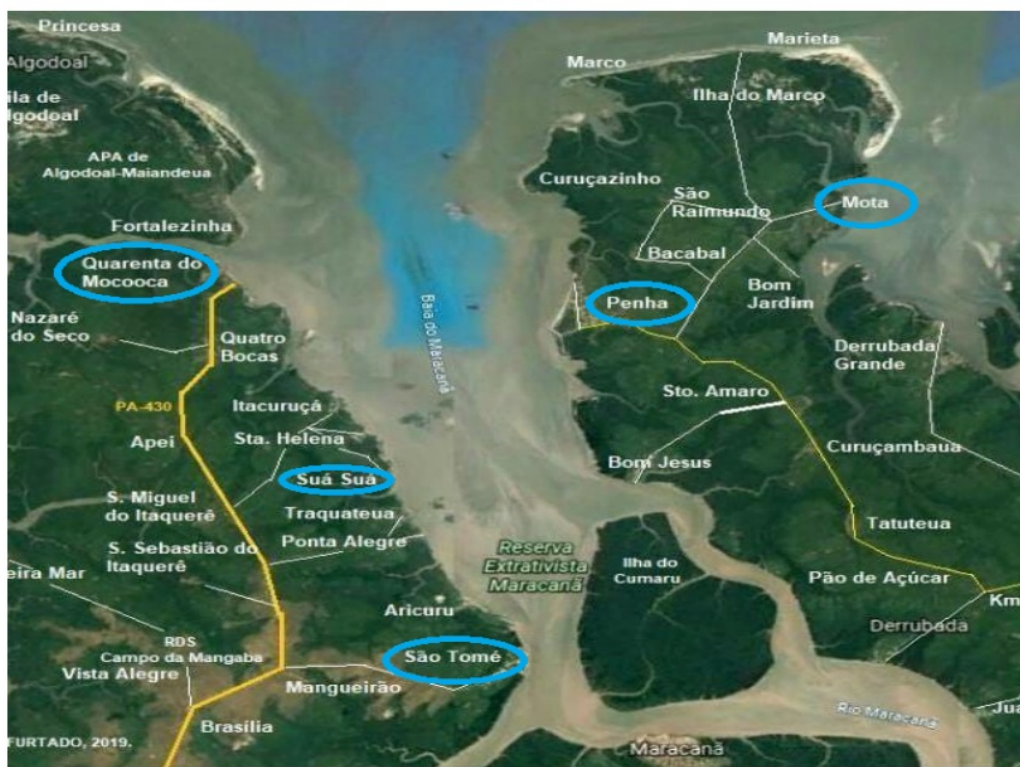 Princesa
Algodoal
ila de
lgodoal
APA de
Algodoal-Maiandeua
Fortalezinha
Quarenta do
Mocooca
Nazaré
do Seco
Quatro
Bocas
PA-430
Apei
Itacuruçá
Sta. Helena
Suá Suá
S. Miguel
do Itaquerê
Traquateua
Ponta Alegre
S. Sebastião do
Itaquerê
eira Mar
Aricuru
RDS
Campo da Mangaba
Vista Alegre
São Tomé
Mangueirão
Brasília
FURTADO, 2019.
Baia do Maracanã
Reserva
Extrativista
Maracanã
Marco
Marieta
Ilha do Marco
Curuçazinho
São
Raimundo
Mota
Bacabal
Penha
Bom
Jardim
Derrubada
Grande
Sto. Amaro
Curuçambaua
Bom Jesus
Tatuteua
Ilha do
Cumaru
Pão de Açúcar
Km
Derrubada
Rio Maracanã
Jua
Maracanã